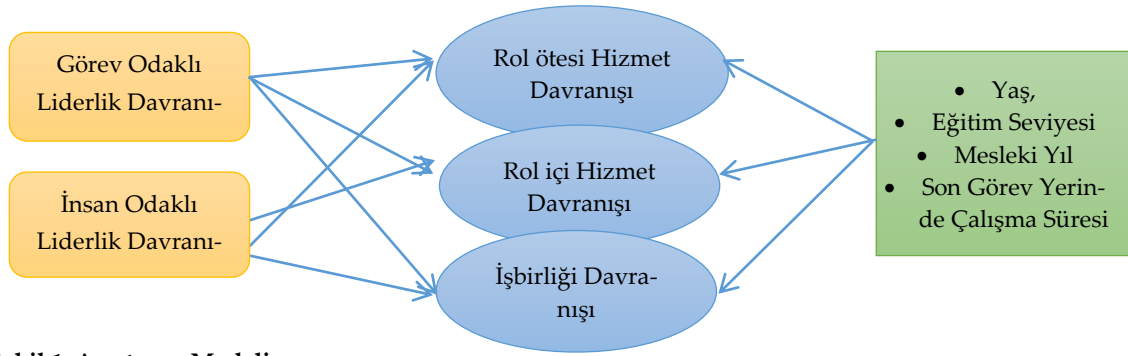 Görev Odaklı
Liderlik Davranı-
İnsan Odaklı
Liderlik Davranı-
Rol ötesi Hizmet
Davranışı
Rol içi Hizmet
Davranışı
İşbirliği Davra-
nışı
• Yaş,
• Eğitim Seviyesi
• Mesleki Yıl
• Son Görev Yerin-
de Çalışma Süresi